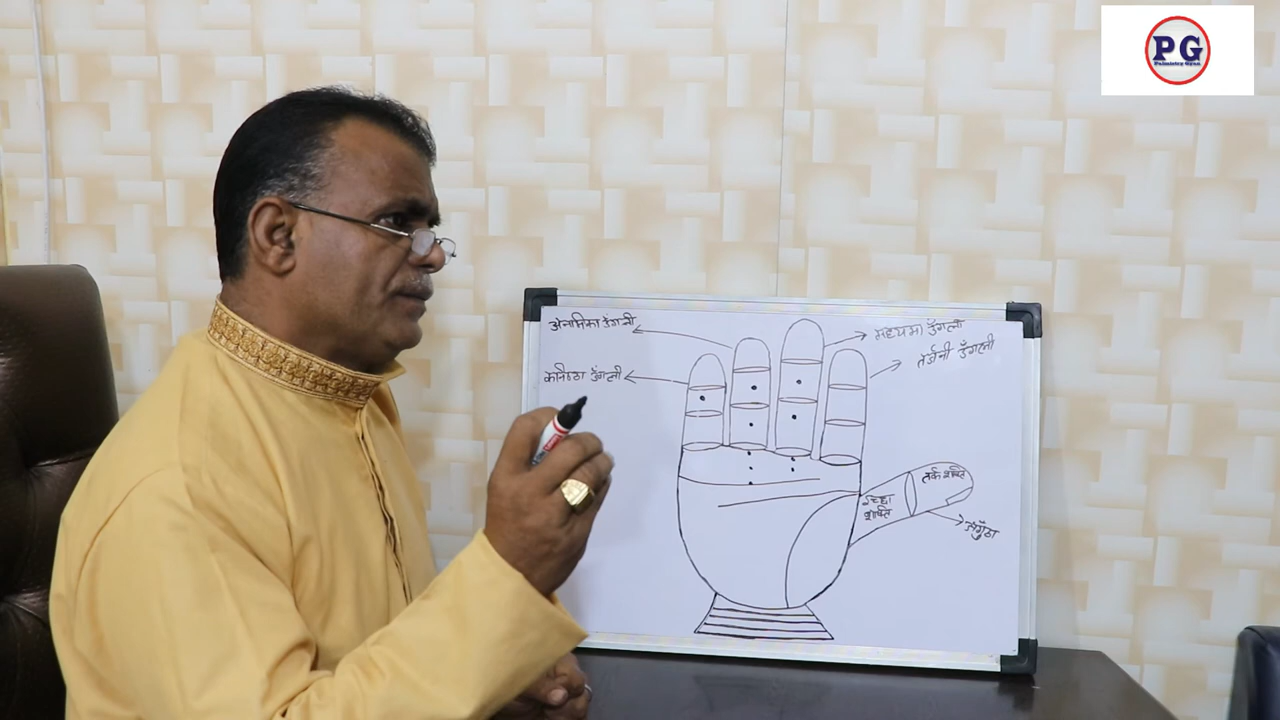 PG
Palmistry Gyan
अनामिका उँगली
मध्यमा उँगली
तर्जनी उँगली
कनिष्ठा उँगली
तर्क शक्ति
इच्छा
शक्ति
अँगुँठा